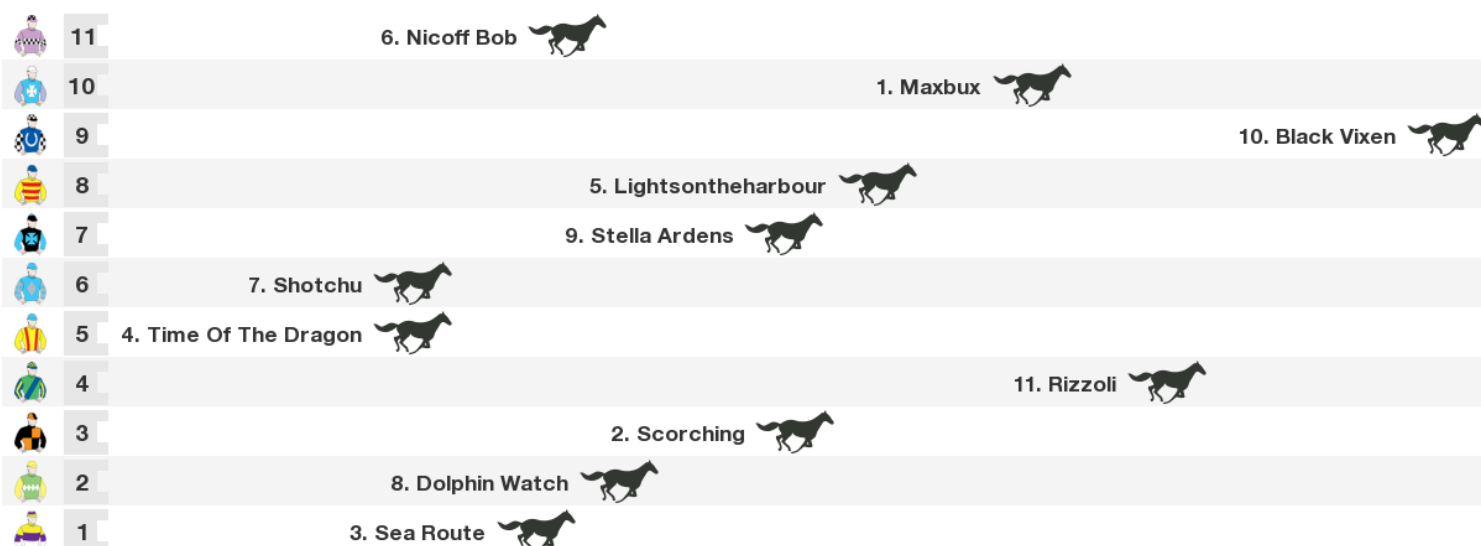 11 6. Nicoff Bob
10 1. Maxbux
9 10. Black Vixen
8 5. Lightsontheharbour
7 9. Stella Ardens
6 7. Shotchu
5 4. Time Of The Dragon
4 11. Rizzoli
3 2. Scorching
2 8. Dolphin Watch
1 3. Sea Route